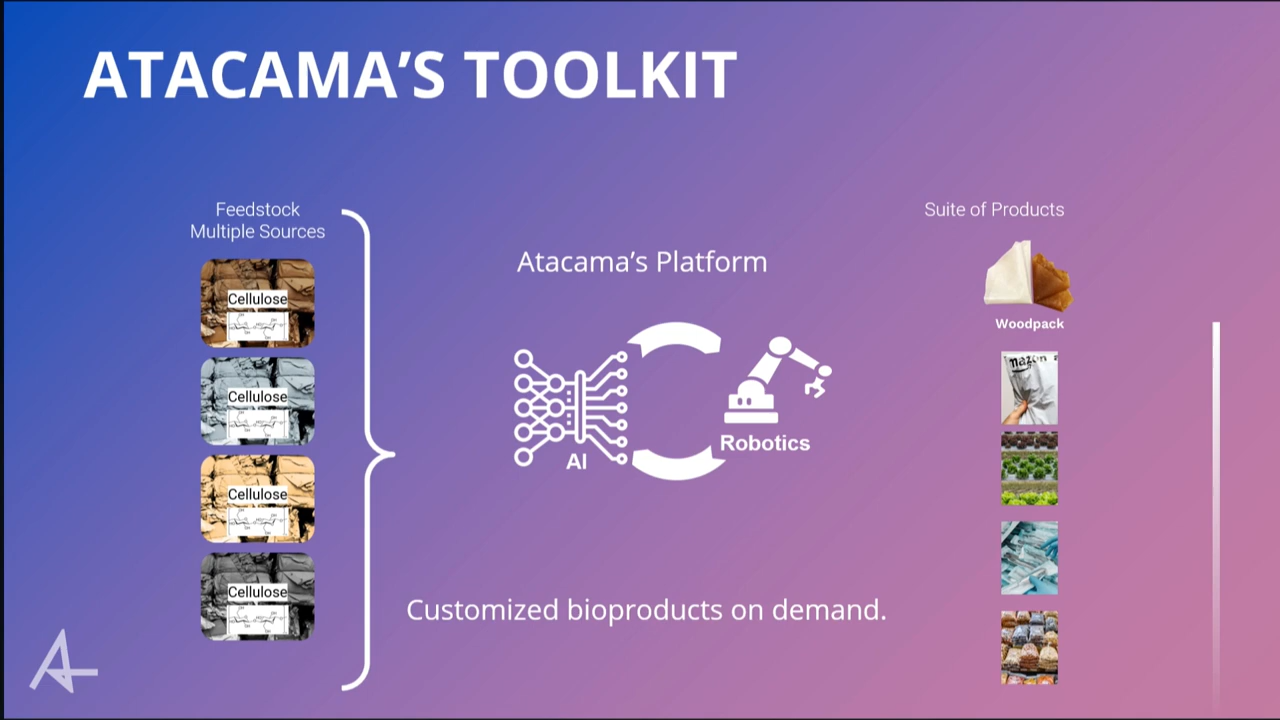 ATACAMA’S TOOLKIT
Feedstock
Multiple Sources
Cellulose
Cellulose
Cellulose
Cellulose
Atacama’s Platform
AI
Robotics
Customized bioproducts on demand.
Suite of Products
Woodpack